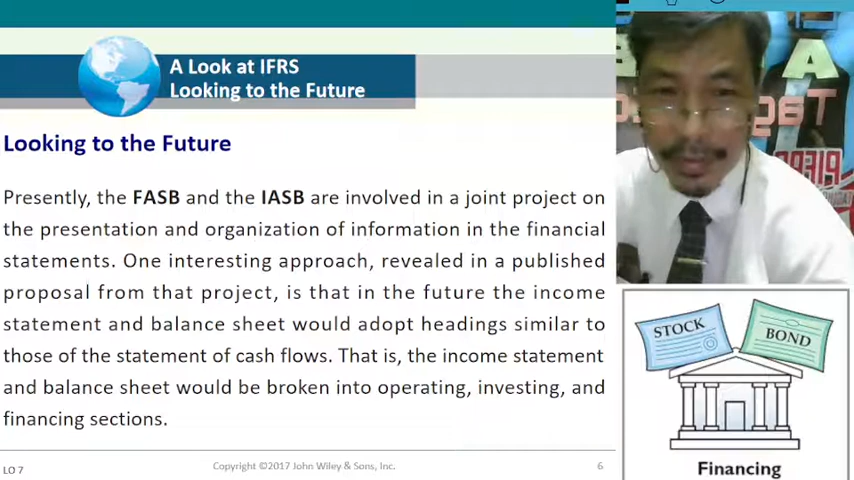 A Look at IFRS
Looking to the Future
Looking to the Future
Presently, the FASB and the IASB are involved in a joint project on
the presentation and organization of information in the financial
statements. One interesting approach, revealed in a published
proposal from that project, is that in the future the income
statement and balance sheet would adopt headings similar to
those of the statement of cash flows. That is, the income statement
and balance sheet would be broken into operating, investing, and
financing sections.
LO 7
Copyright ©2017 John Wiley & Sons, Inc.
6
STOCK
BOND
Financing